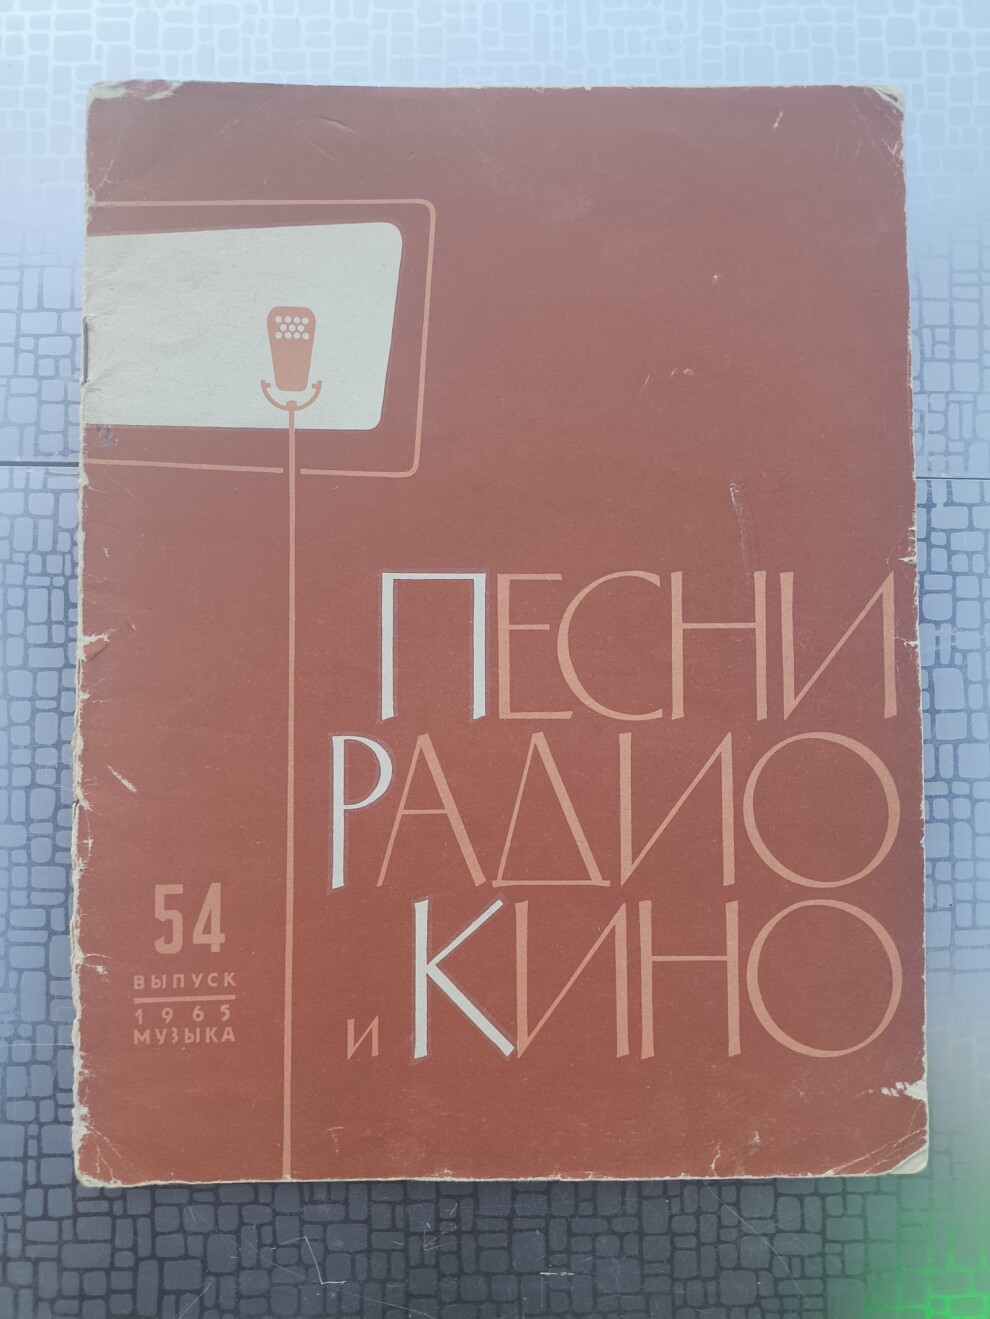 ПЕСНИ
РАДИО
И КИНО
54
ВЫПУСК
1965
МУЗЫКА